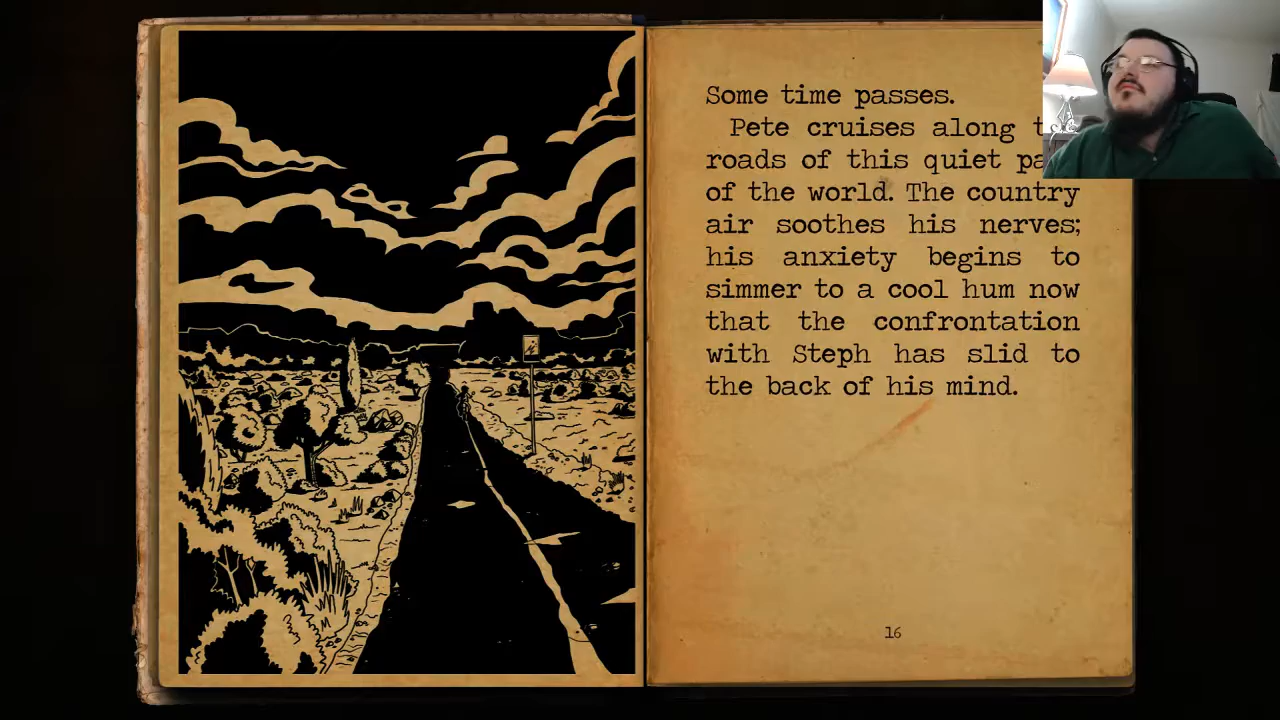 Some time passes.
Pete cruises along
roads of this quiet
of the world. The country
air soothes his nerves;
his anxiety begins to
simmer to a cool hum now
that the confrontation
with Steph has slid to
the back of his mind.
16